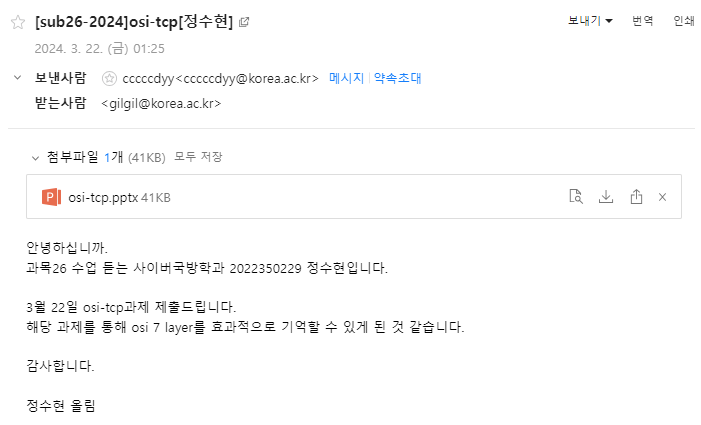 [sub26-2024]osi-tcp[정수현]
보내기 번역 인쇄
2024. 3. 22. (금) 01:25
보낸사람 cccccdyy<cccccdyy@korea.ac.kr> 메시지 약속초대
받는사람 <gilgil@korea.ac.kr>
첨부파일 1개 (41KB) 모두 저장
P osi-tcp.pptx 41KB
안녕하십니까.
과목26 수업 듣는 사이버국방학과 2022350229 정수현입니다.
3월 22일 osi-tcp과제 제출드립니다.
해당 과제를 통해 osi 7 layer를 효과적으로 기억할 수 있게 된 것 같습니다.
감사합니다.
정수현 올림